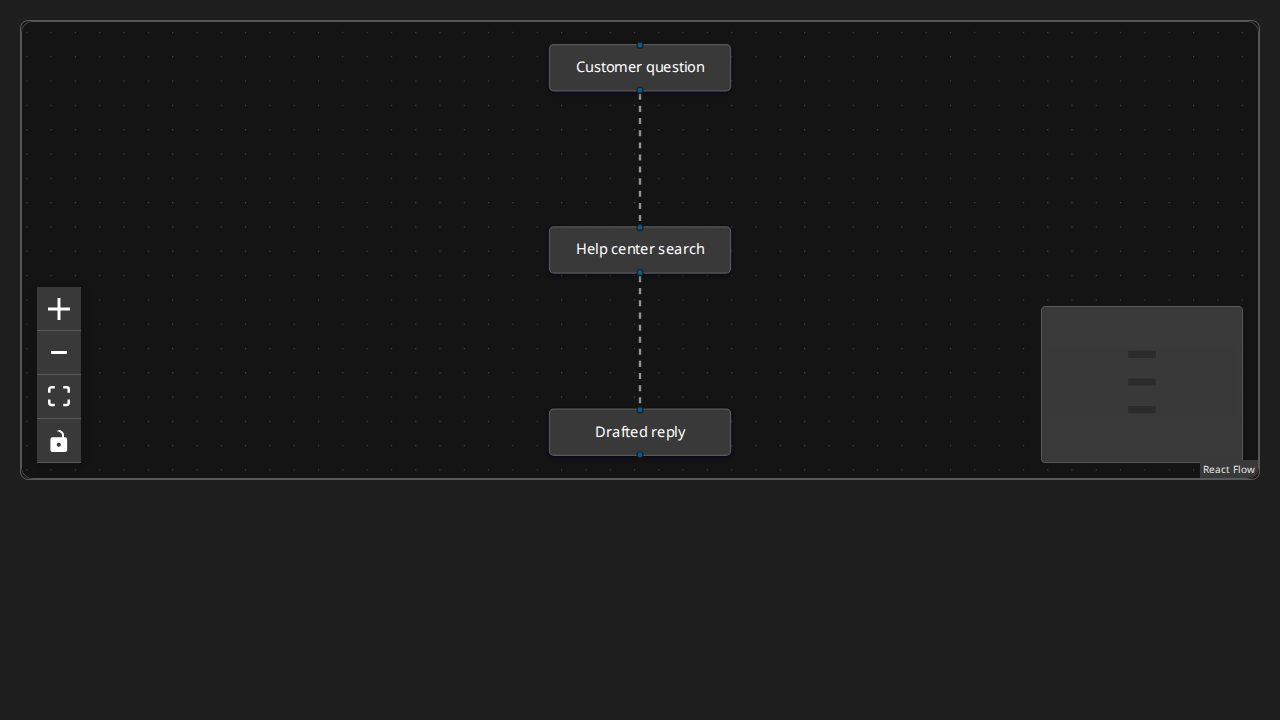 Customer question
Help center search
Drafted reply
React Flow